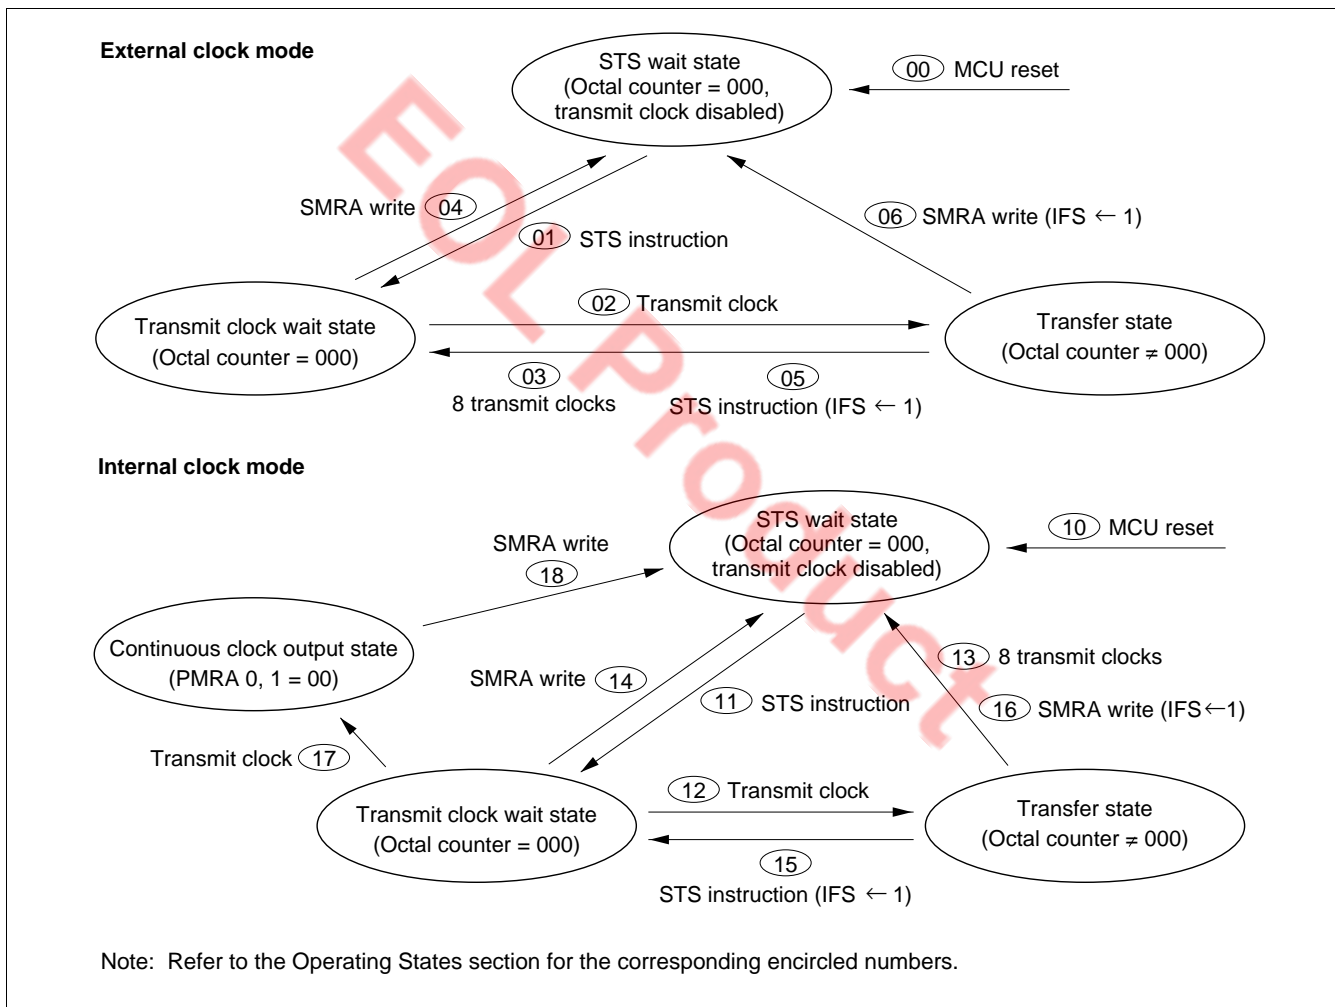 External clock mode
STS wait state
(Octal counter = 000,
transmit clock disabled)
00 MCU reset
SMRA write 04
01 STS instruction
06 SMRA write (IFS ← 1)
Transmit clock wait state
(Octal counter = 000)
02 Transmit clock
Transfer state
(Octal counter ≠ 000)
03
8 transmit clocks
05
STS instruction (IFS ← 1)
Internal clock mode
STS wait state
(Octal counter = 000,
transmit clock disabled)
10 MCU reset
SMRA write
18
Continuous clock output state
(PMRA 0, 1 = 00)
SMRA write 14
11 STS instruction
13 8 transmit clocks
16 SMRA write (IFS←1)
Transmit clock 17
Transmit clock wait state
(Octal counter = 000)
12 Transmit clock
Transfer state
(Octal counter ≠ 000)
15
STS instruction (IFS ← 1)
Note: Refer to the Operating States section for the corresponding encircled numbers.
EOL Product